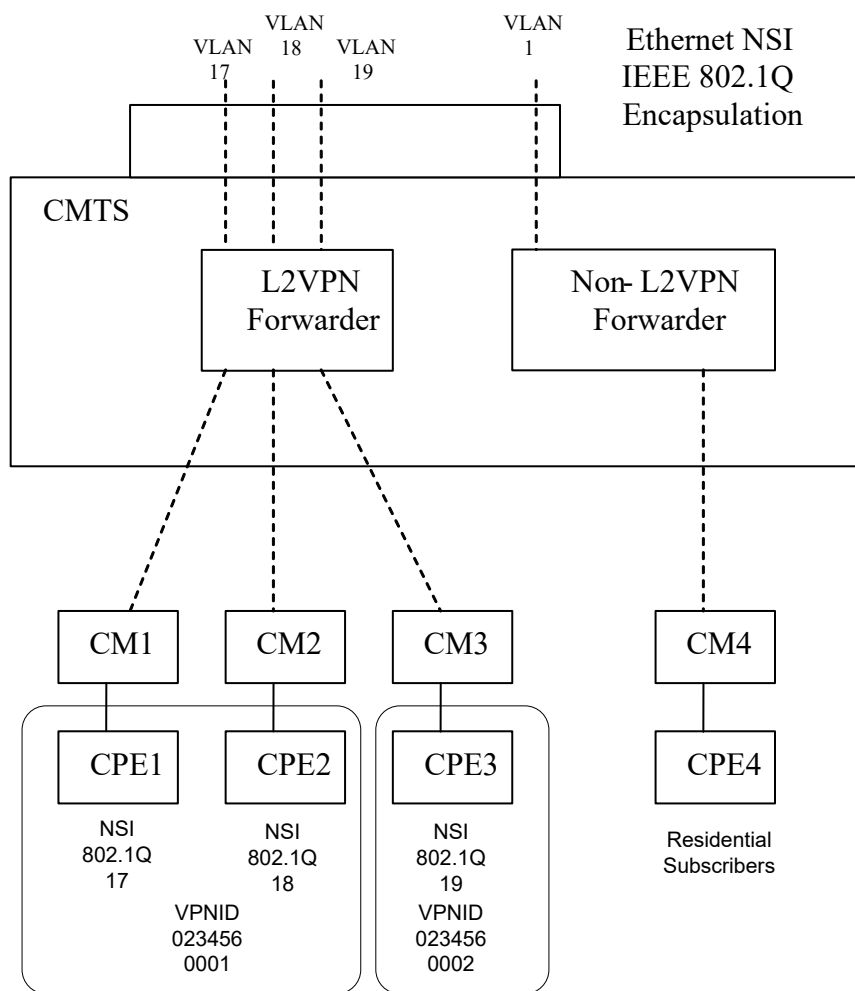 VLAN
17
VLAN
18
VLAN
19
VLAN
1
Ethernet NSI
IEEE 802.1Q
Encapsulation
CMTS
L2VPN
Forwarder
Non- L2VPN
Forwarder
CM1
CM2
CM3
CM4
CPE1
CPE2
CPE3
CPE4
NSI
802.1Q
17
NSI
802.1Q
18
VPNID
023456
0001
NSI
802.1Q
19
VPNID
023456
0002
Residential
Subscribers